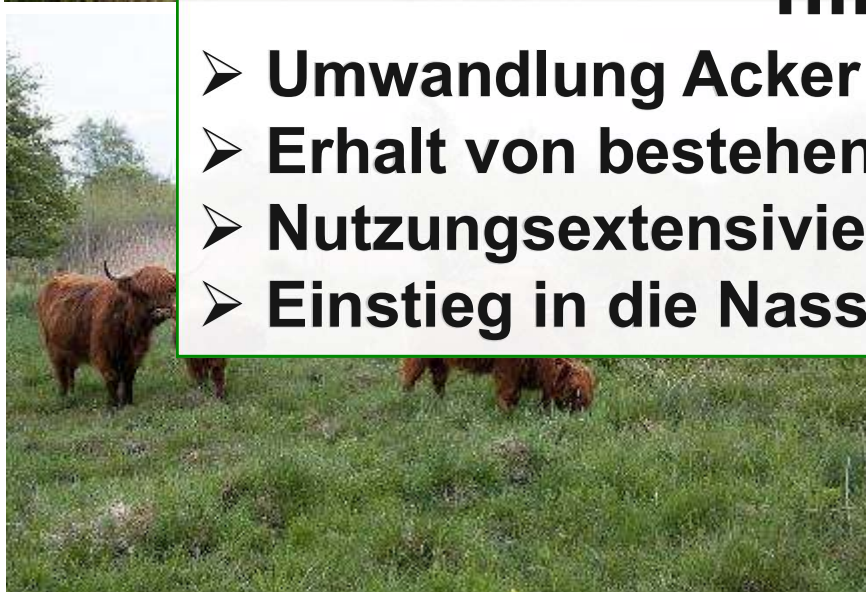 ➢ Umwandlung Acker
➢ Erhalt von bestehen
➢ Nutzungsextensivie
➢ Einstieg in die Nass